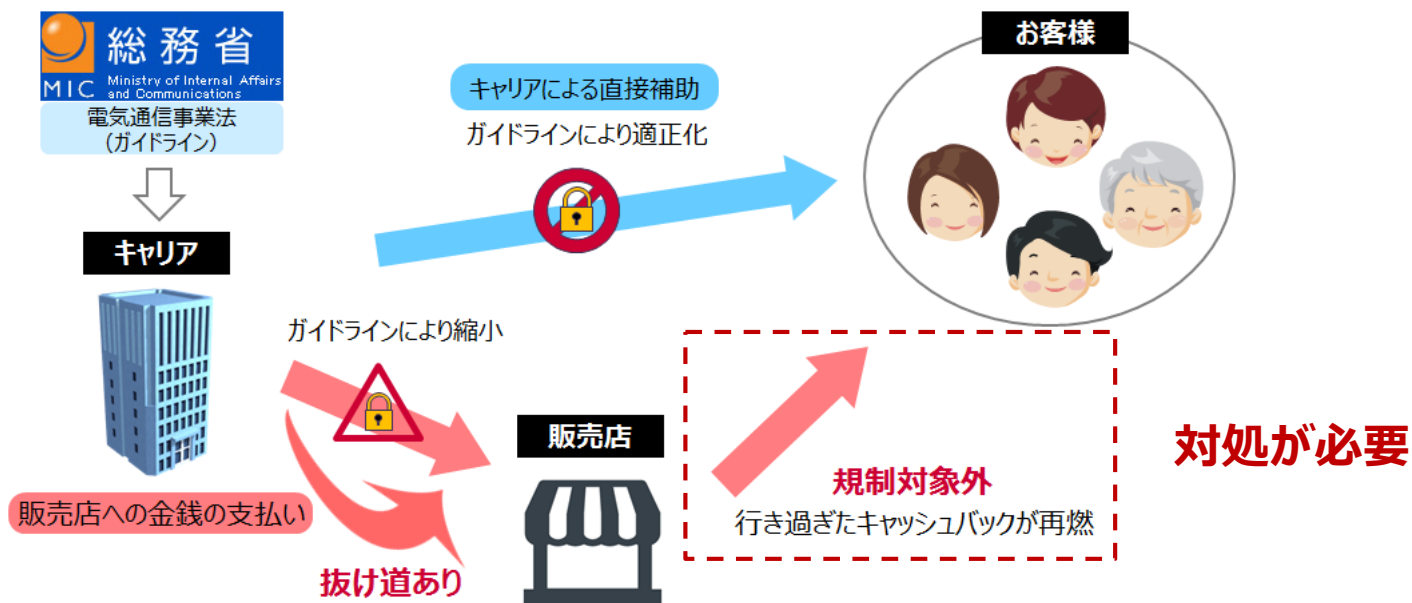 総務省
MIC Ministry of Internal Affairs
and Communications
電気通信事業法
(ガイドライン)
キャリア
販売店への金銭の支払い
キャリアによる直接補助
ガイドラインにより適正化
お客様
ガイドラインにより縮小
抜け道あり
販売店
規制対象外
行き過ぎたキャッシュバックが再燃
対処が必要